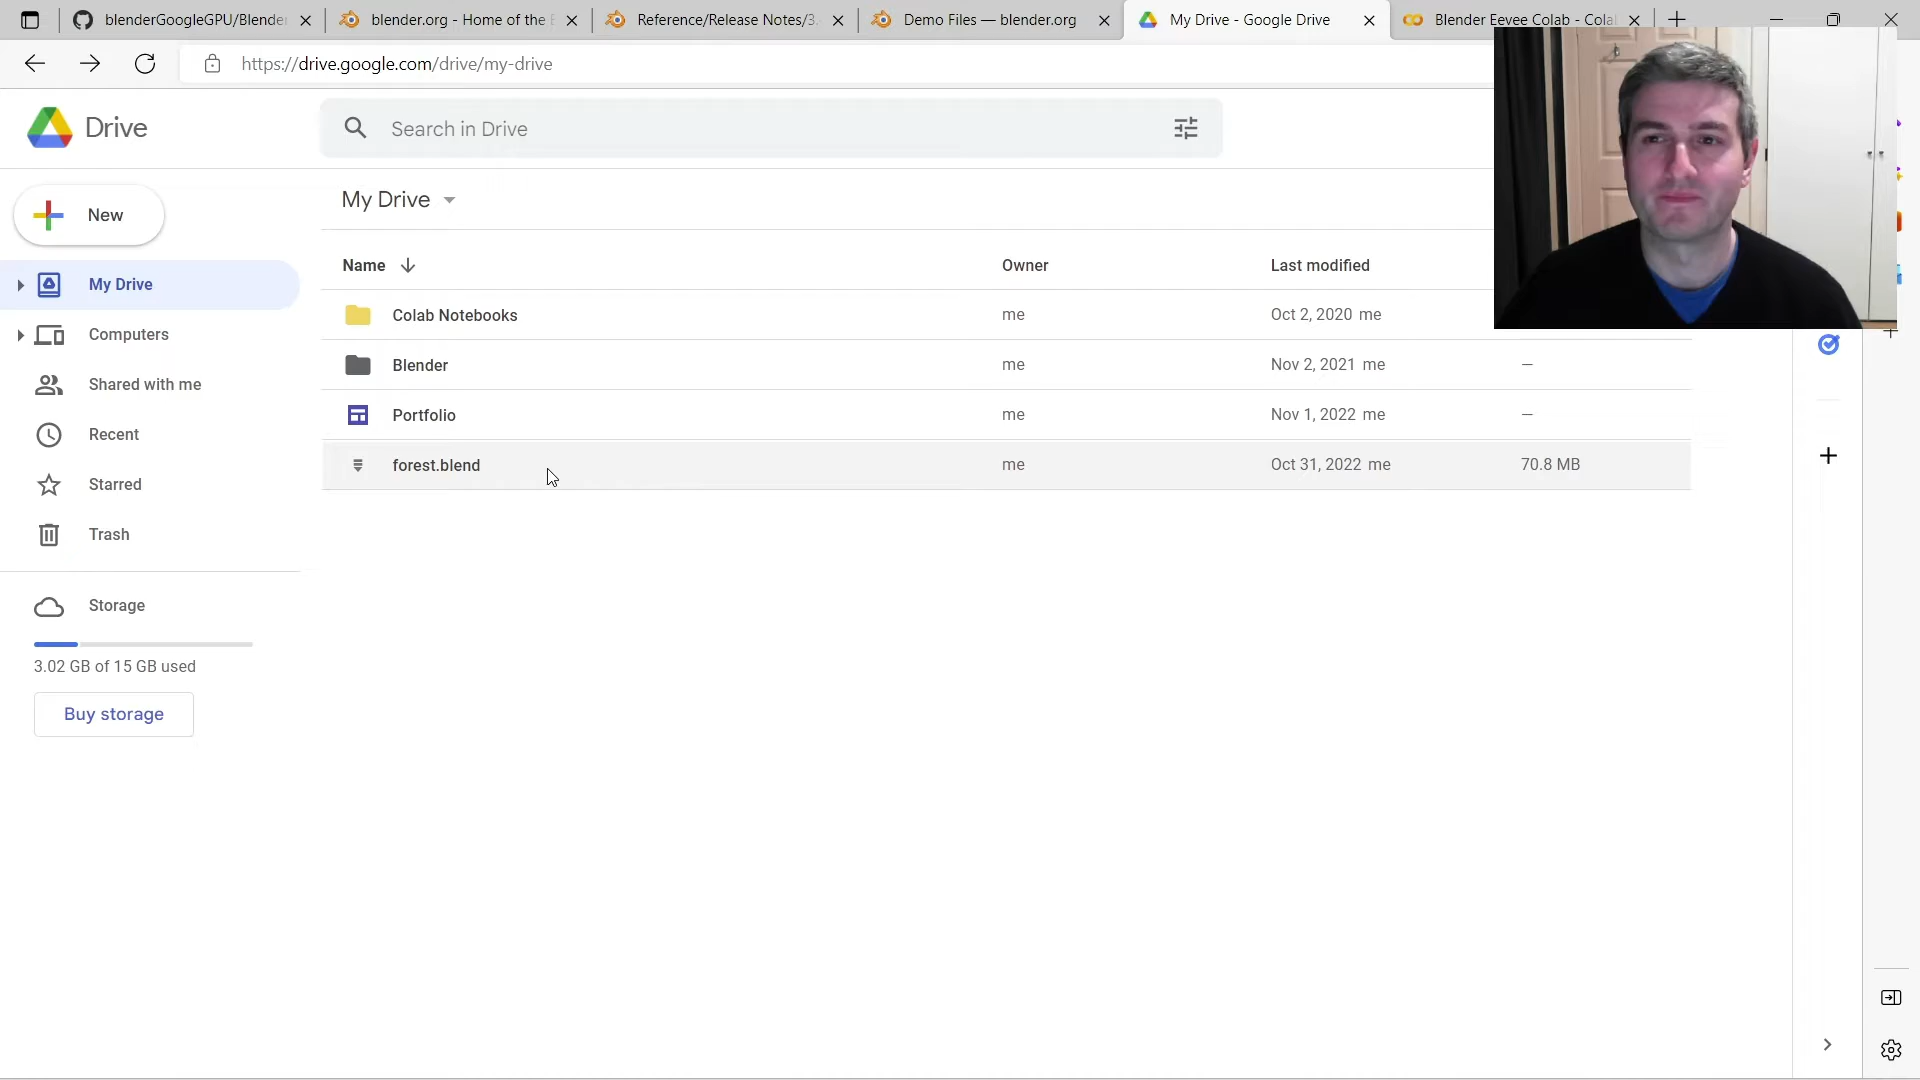 blenderGoogleGPU/Blender
blender.org - Home of the B
Reference/Release Notes/3.
Demo Files — blender.org
My Drive - Google Drive
Blender Eevee Colab - Cola
https://drive.google.com/drive/my-drive
Drive
Search in Drive
New
My Drive
Name
Owner
Last modified
My Drive
Colab Notebooks
me
Oct 2, 2020 me
Computers
Blender
me
Nov 2, 2021 me
—
Shared with me
Portfolio
me
Nov 1, 2022 me
—
Recent
forest.blend
me
Oct 31, 2022 me
70.8 MB
Starred
Trash
Storage
3.02 GB of 15 GB used
Buy storage